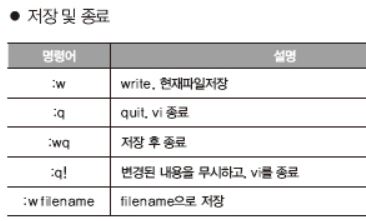 ● 저장 및 종료
명령어 설명
:w write, 현재파일저장
:q quit, vi 종료
:wq 저장 후 종료
:q! 변경된 내용을 무시하고, vi를 종료
:w filename filename으로 저장